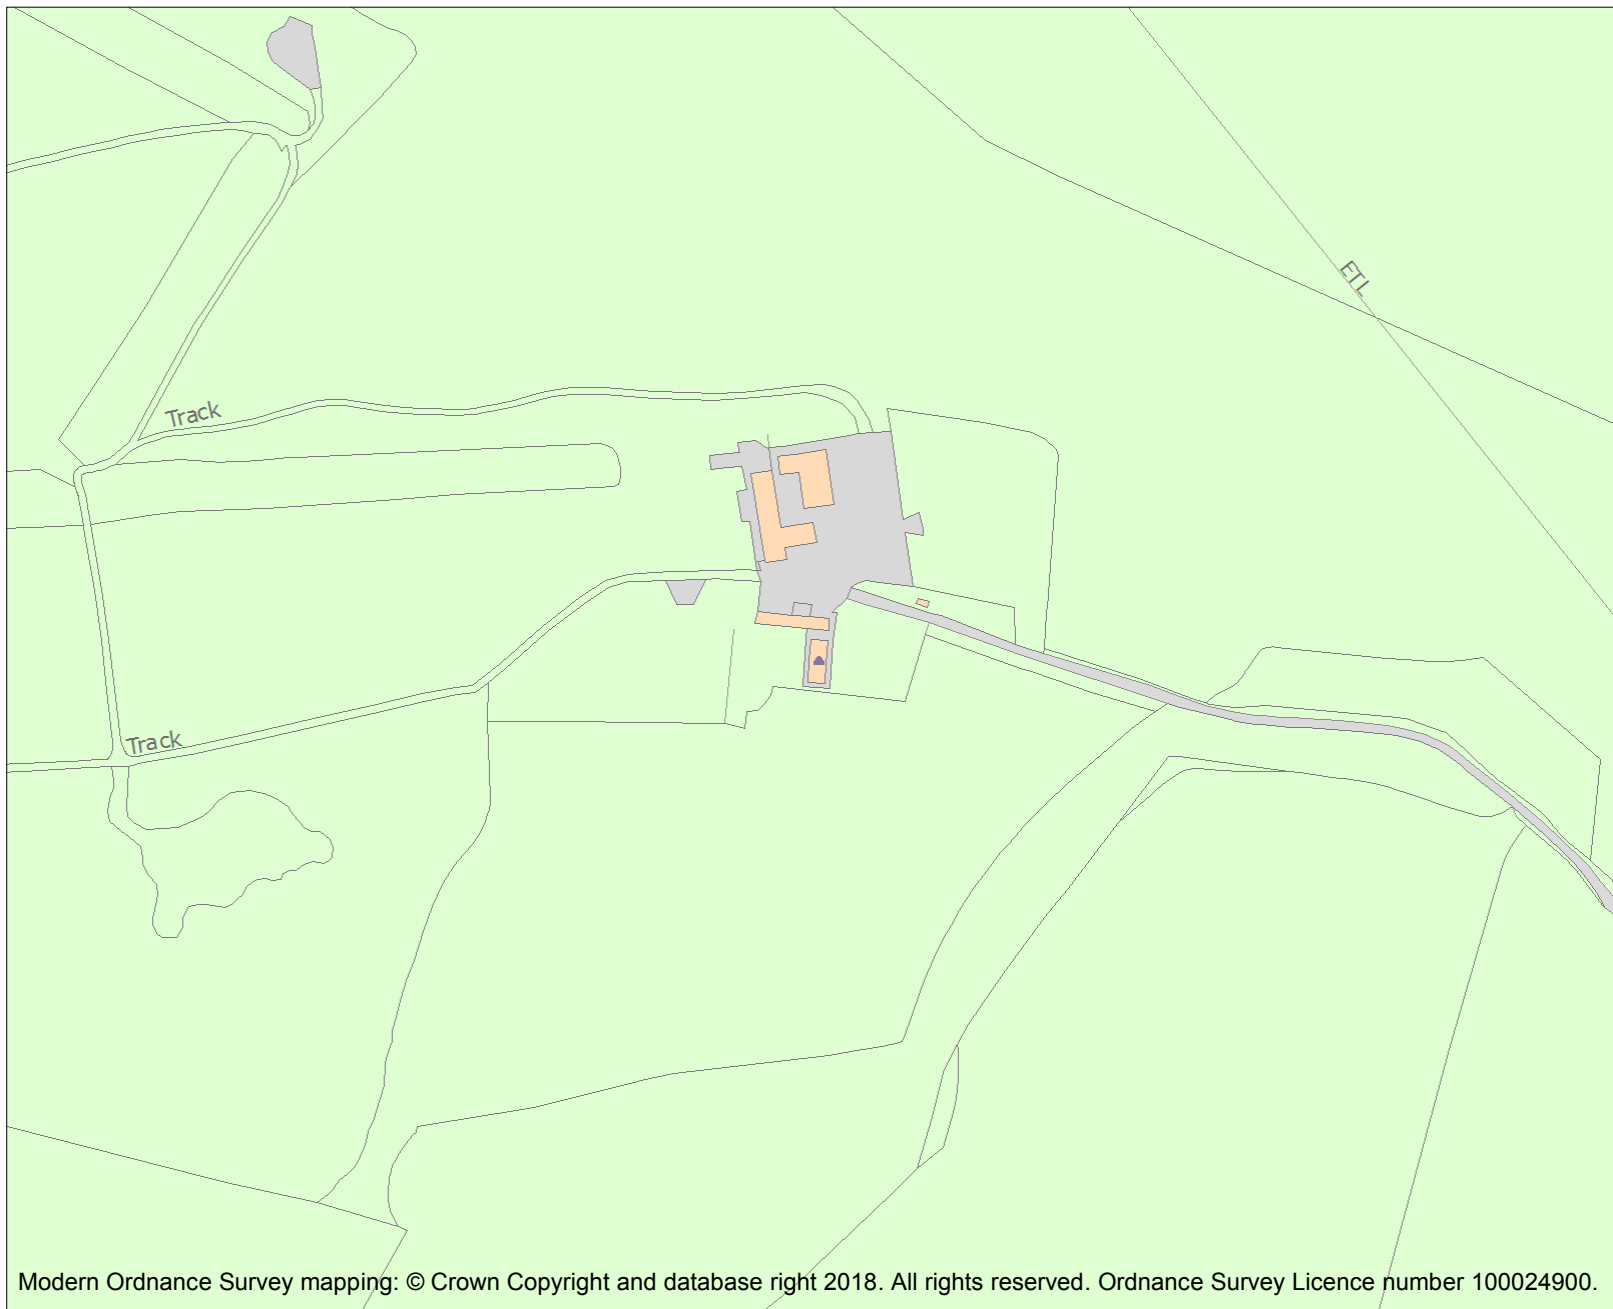 ETL
Track
Track
Modern Ordnance Survey mapping: © Crown Copyright and database right 2018. All rights reserved. Ordnance Survey Licence number 100024900.